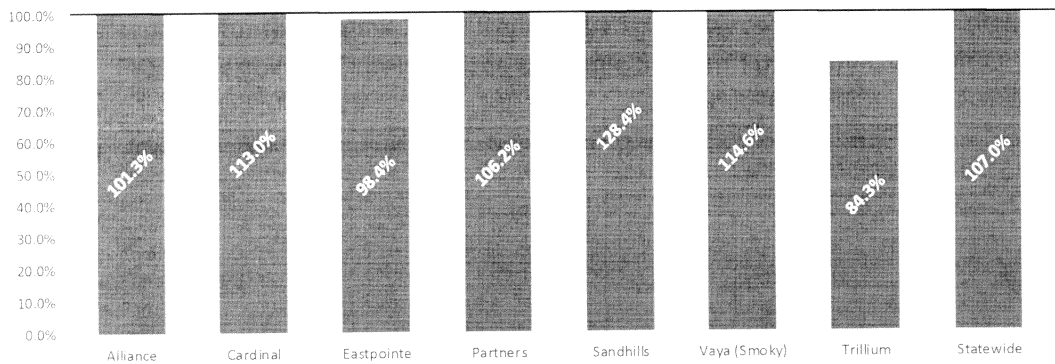 100.0%
90.0%
80.0%
70.0%
60.0%
50.0%
40.0%
30.0%
20.0%
10.0%
0.0%
101.3%
113.0%
98.4%
106.2%
128.4%
114.6%
84.3%
107.0%
Alliance
Cardinal
Eastpointe
Partners
Sandhills
Vaya (Smoky)
Trillium
Statewide